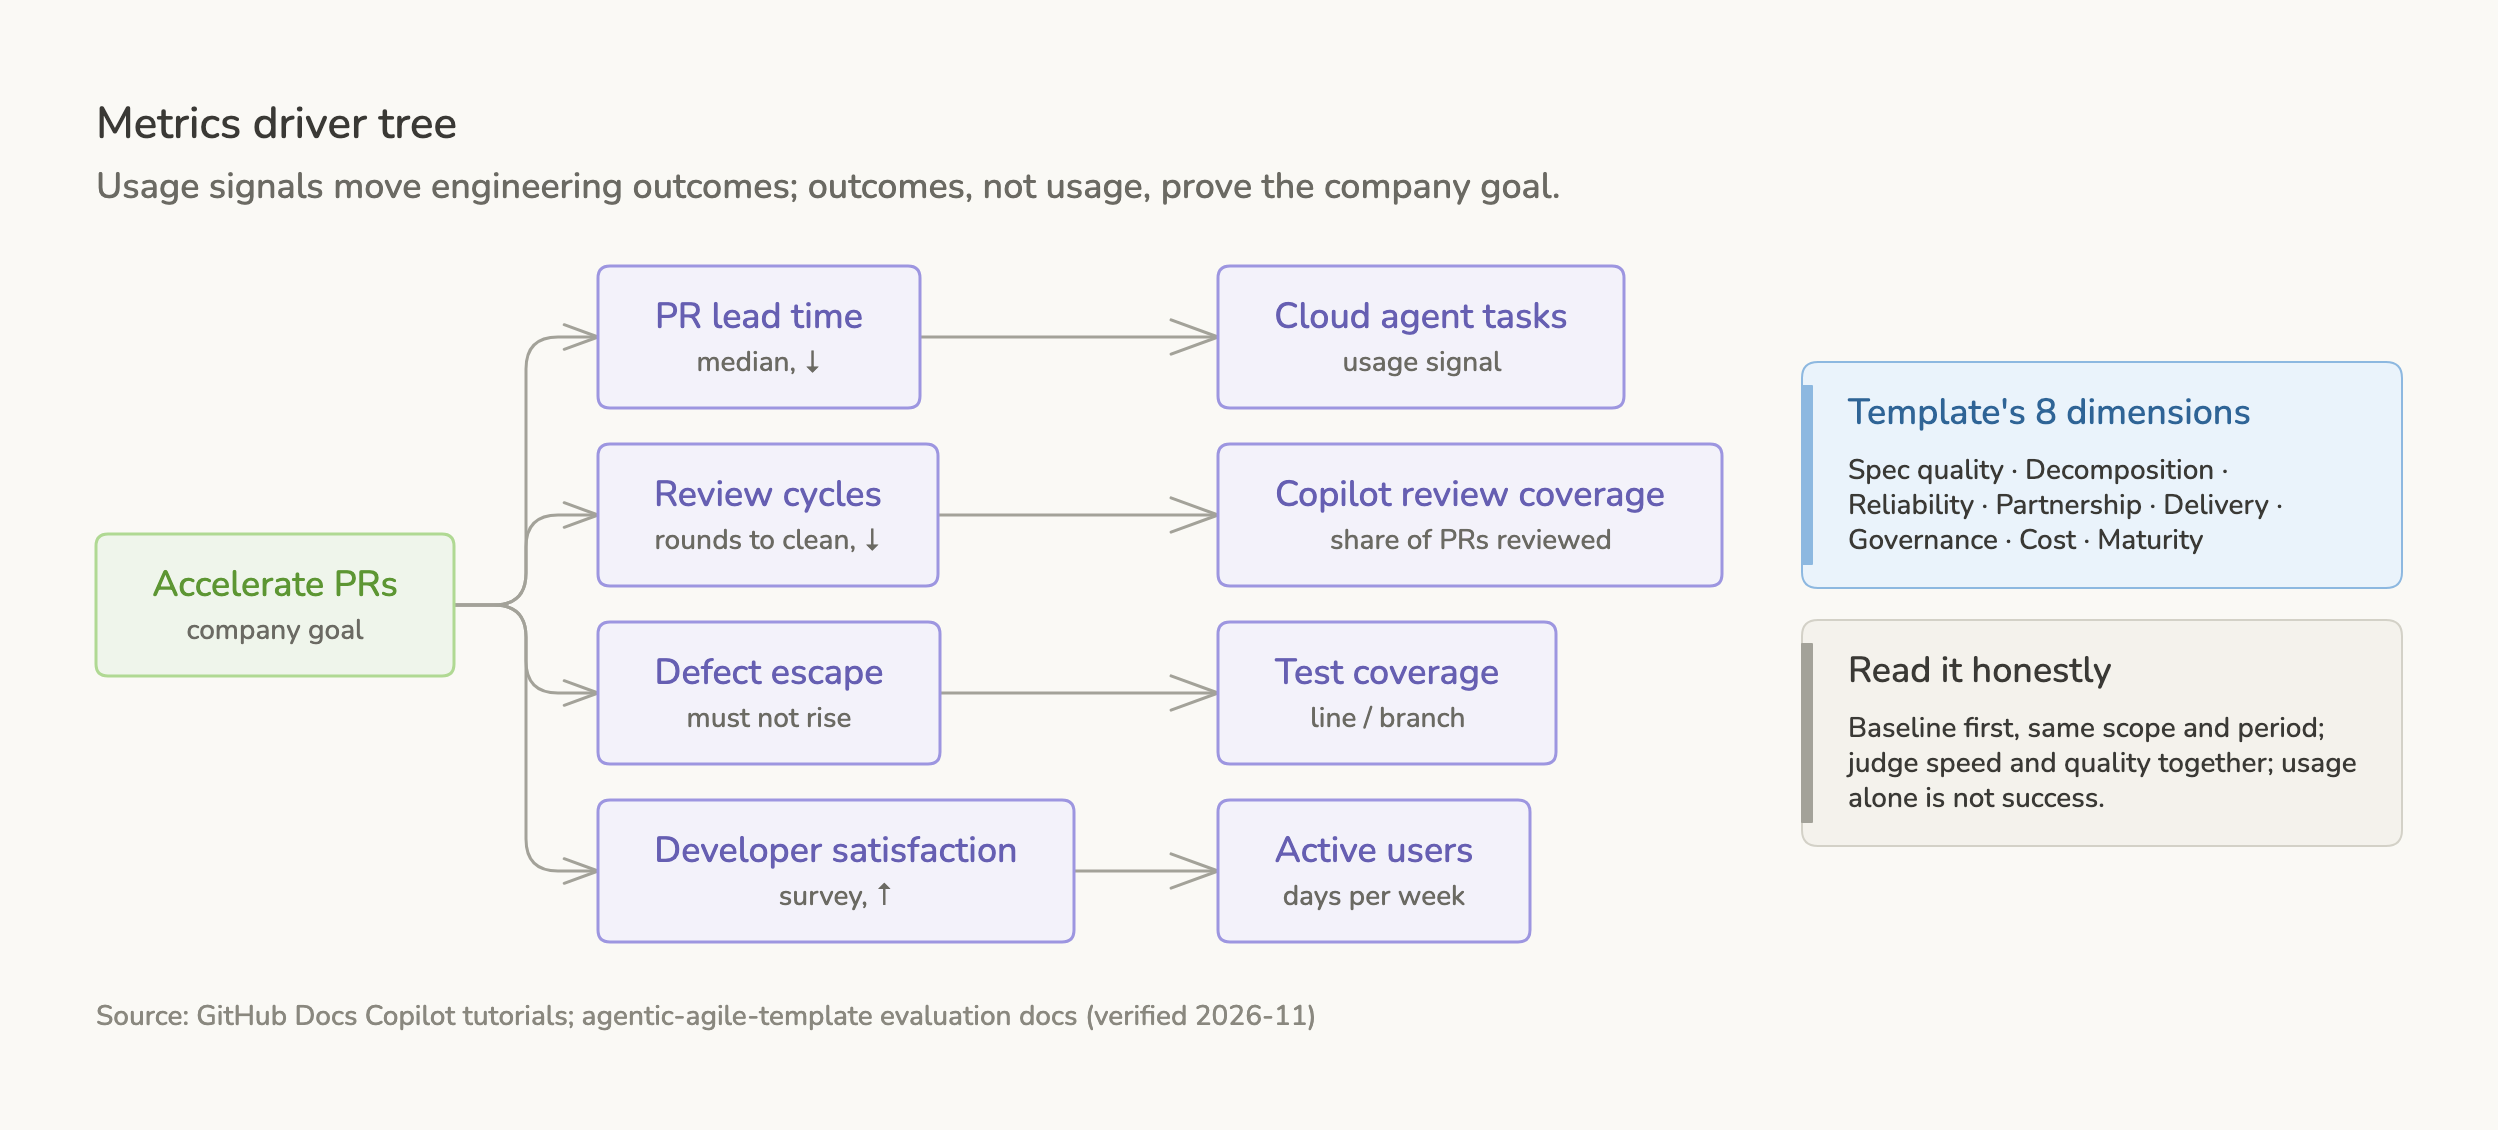 Metrics driver tree
Usage signals move engineering outcomes; outcomes, not usage, prove the company goal.
Accelerate PRs
company goal
PR lead time
median, ↓
Cloud agent tasks
usage signal
Review cycles
rounds to clean, ↓
Copilot review coverage
share of PRs reviewed
Defect escape
must not rise
Test coverage
line / branch
Developer satisfaction
survey, ↑
Active users
days per week
Template's 8 dimensions
Spec quality · Decomposition ·
Reliability · Partnership · Delivery ·
Governance · Cost · Maturity
Read it honestly
Baseline first, same scope and period;
judge speed and quality together; usage
alone is not success.
Source: GitHub Docs Copilot tutorials; agentic-agile-template evaluation docs (verified 2026-11)